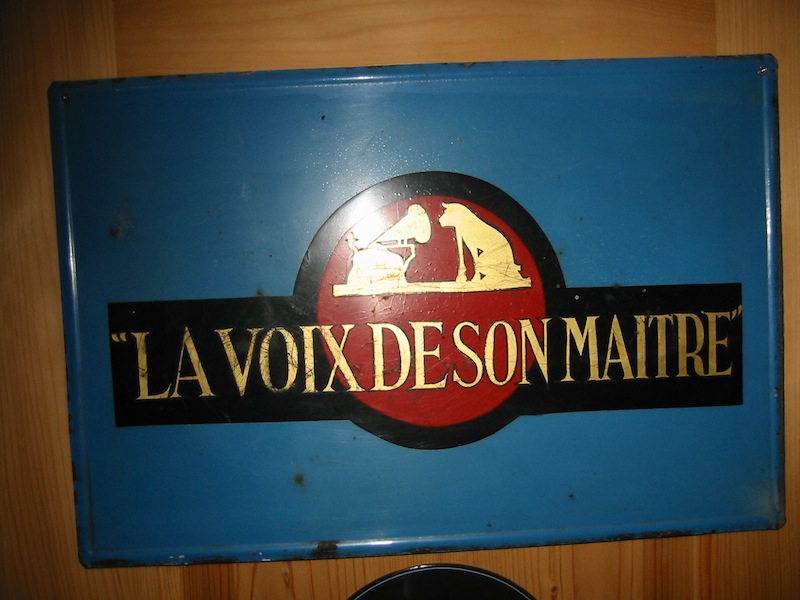 "LA VOIX DE SON MAITRE"